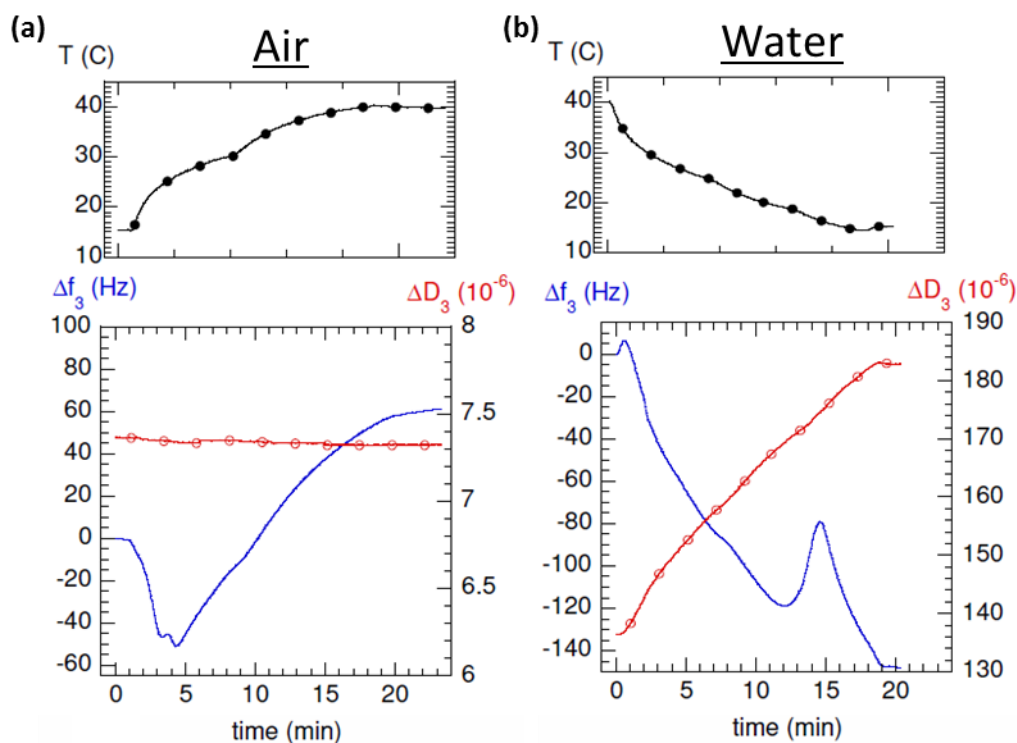 (a)
Air
T (C)
40
30
20
10
Δf₃ (Hz)
ΔD₃ (10⁻⁶)
100
80
60
40
20
0
-20
-40
-60
8
7.5
7
6.5
6
0 5 10 15 20
time (min)
(b)
Water
T (C)
40
30
20
10
Δf₃ (Hz)
ΔD₃ (10⁻⁶)
0
-20
-40
-60
-80
-100
-120
-140
190
180
170
160
150
140
130
0 5 10 15 20
time (min)